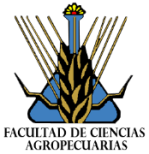 FACULTAD DE CIENCIAS
AGROPECUARIAS